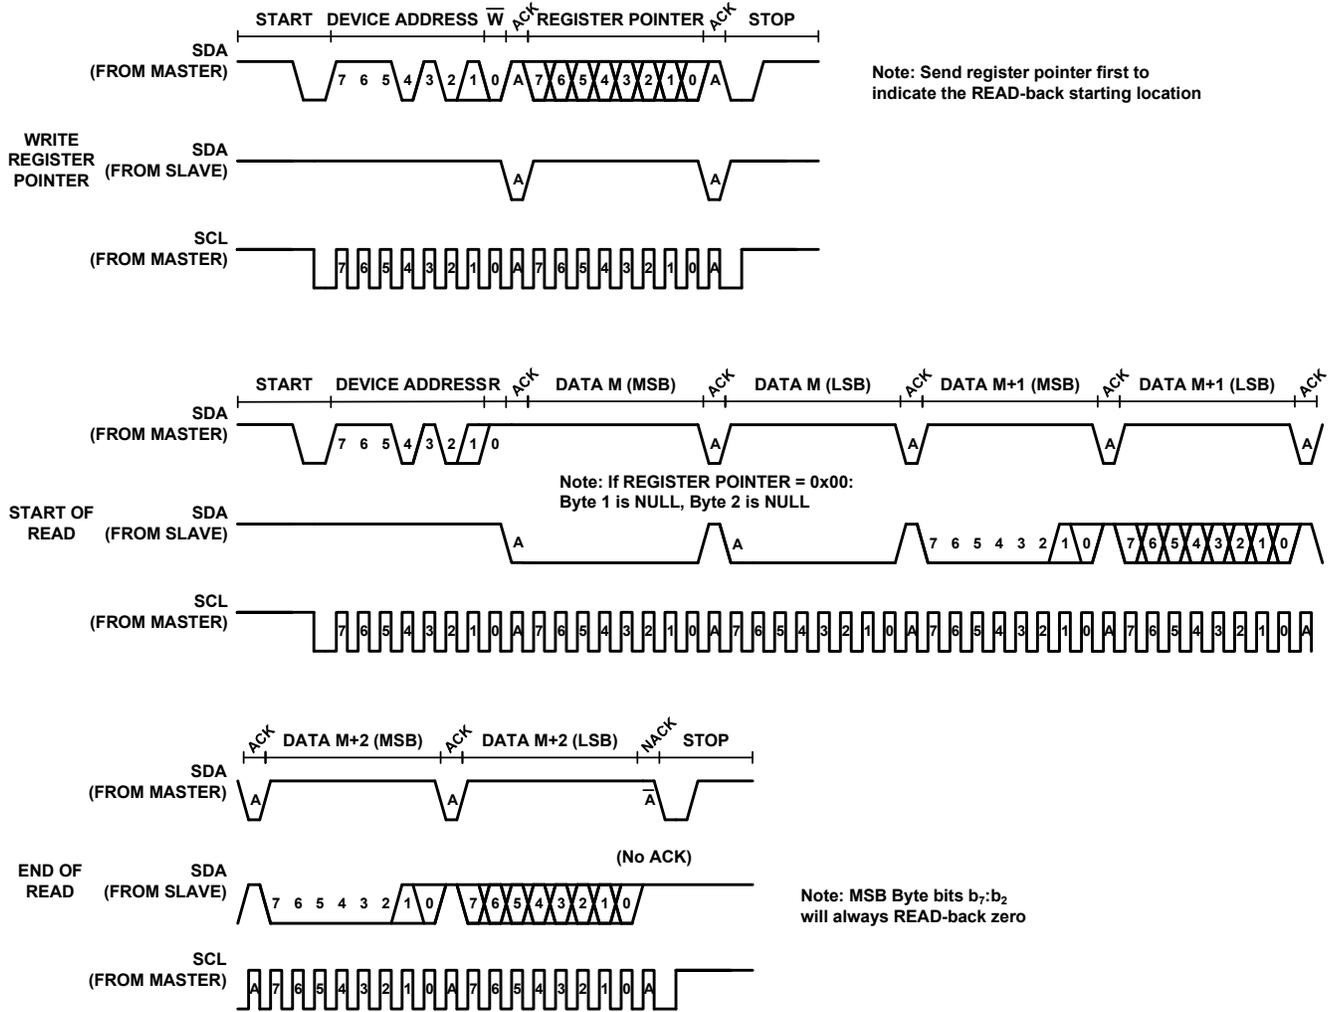 START DEVICE ADDRESS W̅ ACK REGISTER POINTER ACK STOP
SDA
(FROM MASTER)
7 6 5 4 3 2 1 0 A 7 6 5 4 3 2 1 0 A
Note: Send register pointer first to
indicate the READ-back starting location
WRITE
REGISTER
POINTER
SDA
(FROM SLAVE)
A A
SCL
(FROM MASTER)
7 6 5 4 3 2 1 0 A 7 6 5 4 3 2 1 0 A
START DEVICE ADDRESS R ACK DATA M (MSB) ACK DATA M (LSB) ACK DATA M+1 (MSB) ACK DATA M+1 (LSB) ACK
SDA
(FROM MASTER)
7 6 5 4 3 2 1 0 A A A A
Note: If REGISTER POINTER = 0x00:
Byte 1 is NULL, Byte 2 is NULL
START OF
READ
SDA
(FROM SLAVE)
A A 7 6 5 4 3 2 1 0 7 6 5 4 3 2 1 0
SCL
(FROM MASTER)
7 6 5 4 3 2 1 0 A 7 6 5 4 3 2 1 0 A 7 6 5 4 3 2 1 0 A 7 6 5 4 3 2 1 0 A 7 6 5 4 3 2 1 0 A
ACK DATA M+2 (MSB) ACK DATA M+2 (LSB) NACK STOP
SDA
(FROM MASTER)
A A A̅
(No ACK)
END OF
READ
SDA
(FROM SLAVE)
7 6 5 4 3 2 1 0 7 6 5 4 3 2 1 0
Note: MSB Byte bits b₇:b₂
will always READ-back zero
SCL
(FROM MASTER)
A 7 6 5 4 3 2 1 0 A 7 6 5 4 3 2 1 0 A